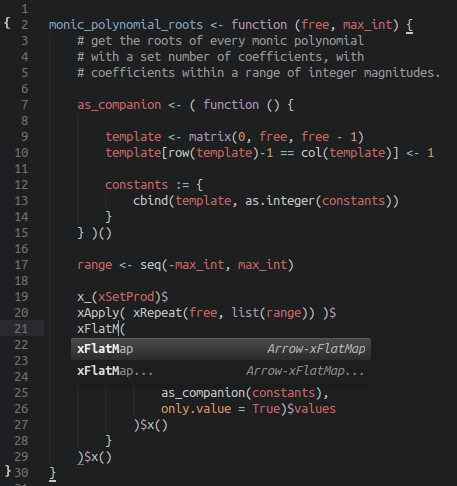 1
{ 2 monic_polynomial_roots <- function (free, max_int) {
3 # get the roots of every monic polynomial
4 # with a set number of coefficients, with
5 # coefficients within a range of integer magnitudes.
6
7 as_companion <- ( function () {
8
9 template <- matrix(0, free, free - 1)
10 template[row(template)-1 == col(template)] <- 1
11
12 constants := {
13 cbind(template, as.integer(constants))
14 }
15 } )()
16
17 range <- seq(-max_int, max_int)
18
19 x_(xSetProd)$
20 xApply( xRepeat(free, list(range)) )$
21 xFlatM(
22 xFlatMap Arrow-xFlatMap
23 xFlatM... Arrow-xFlatMap...
24
25 as_companion(constants),
26 only.value = True)$values
27 )$x()
28 }
29 )$x()
} 30 }